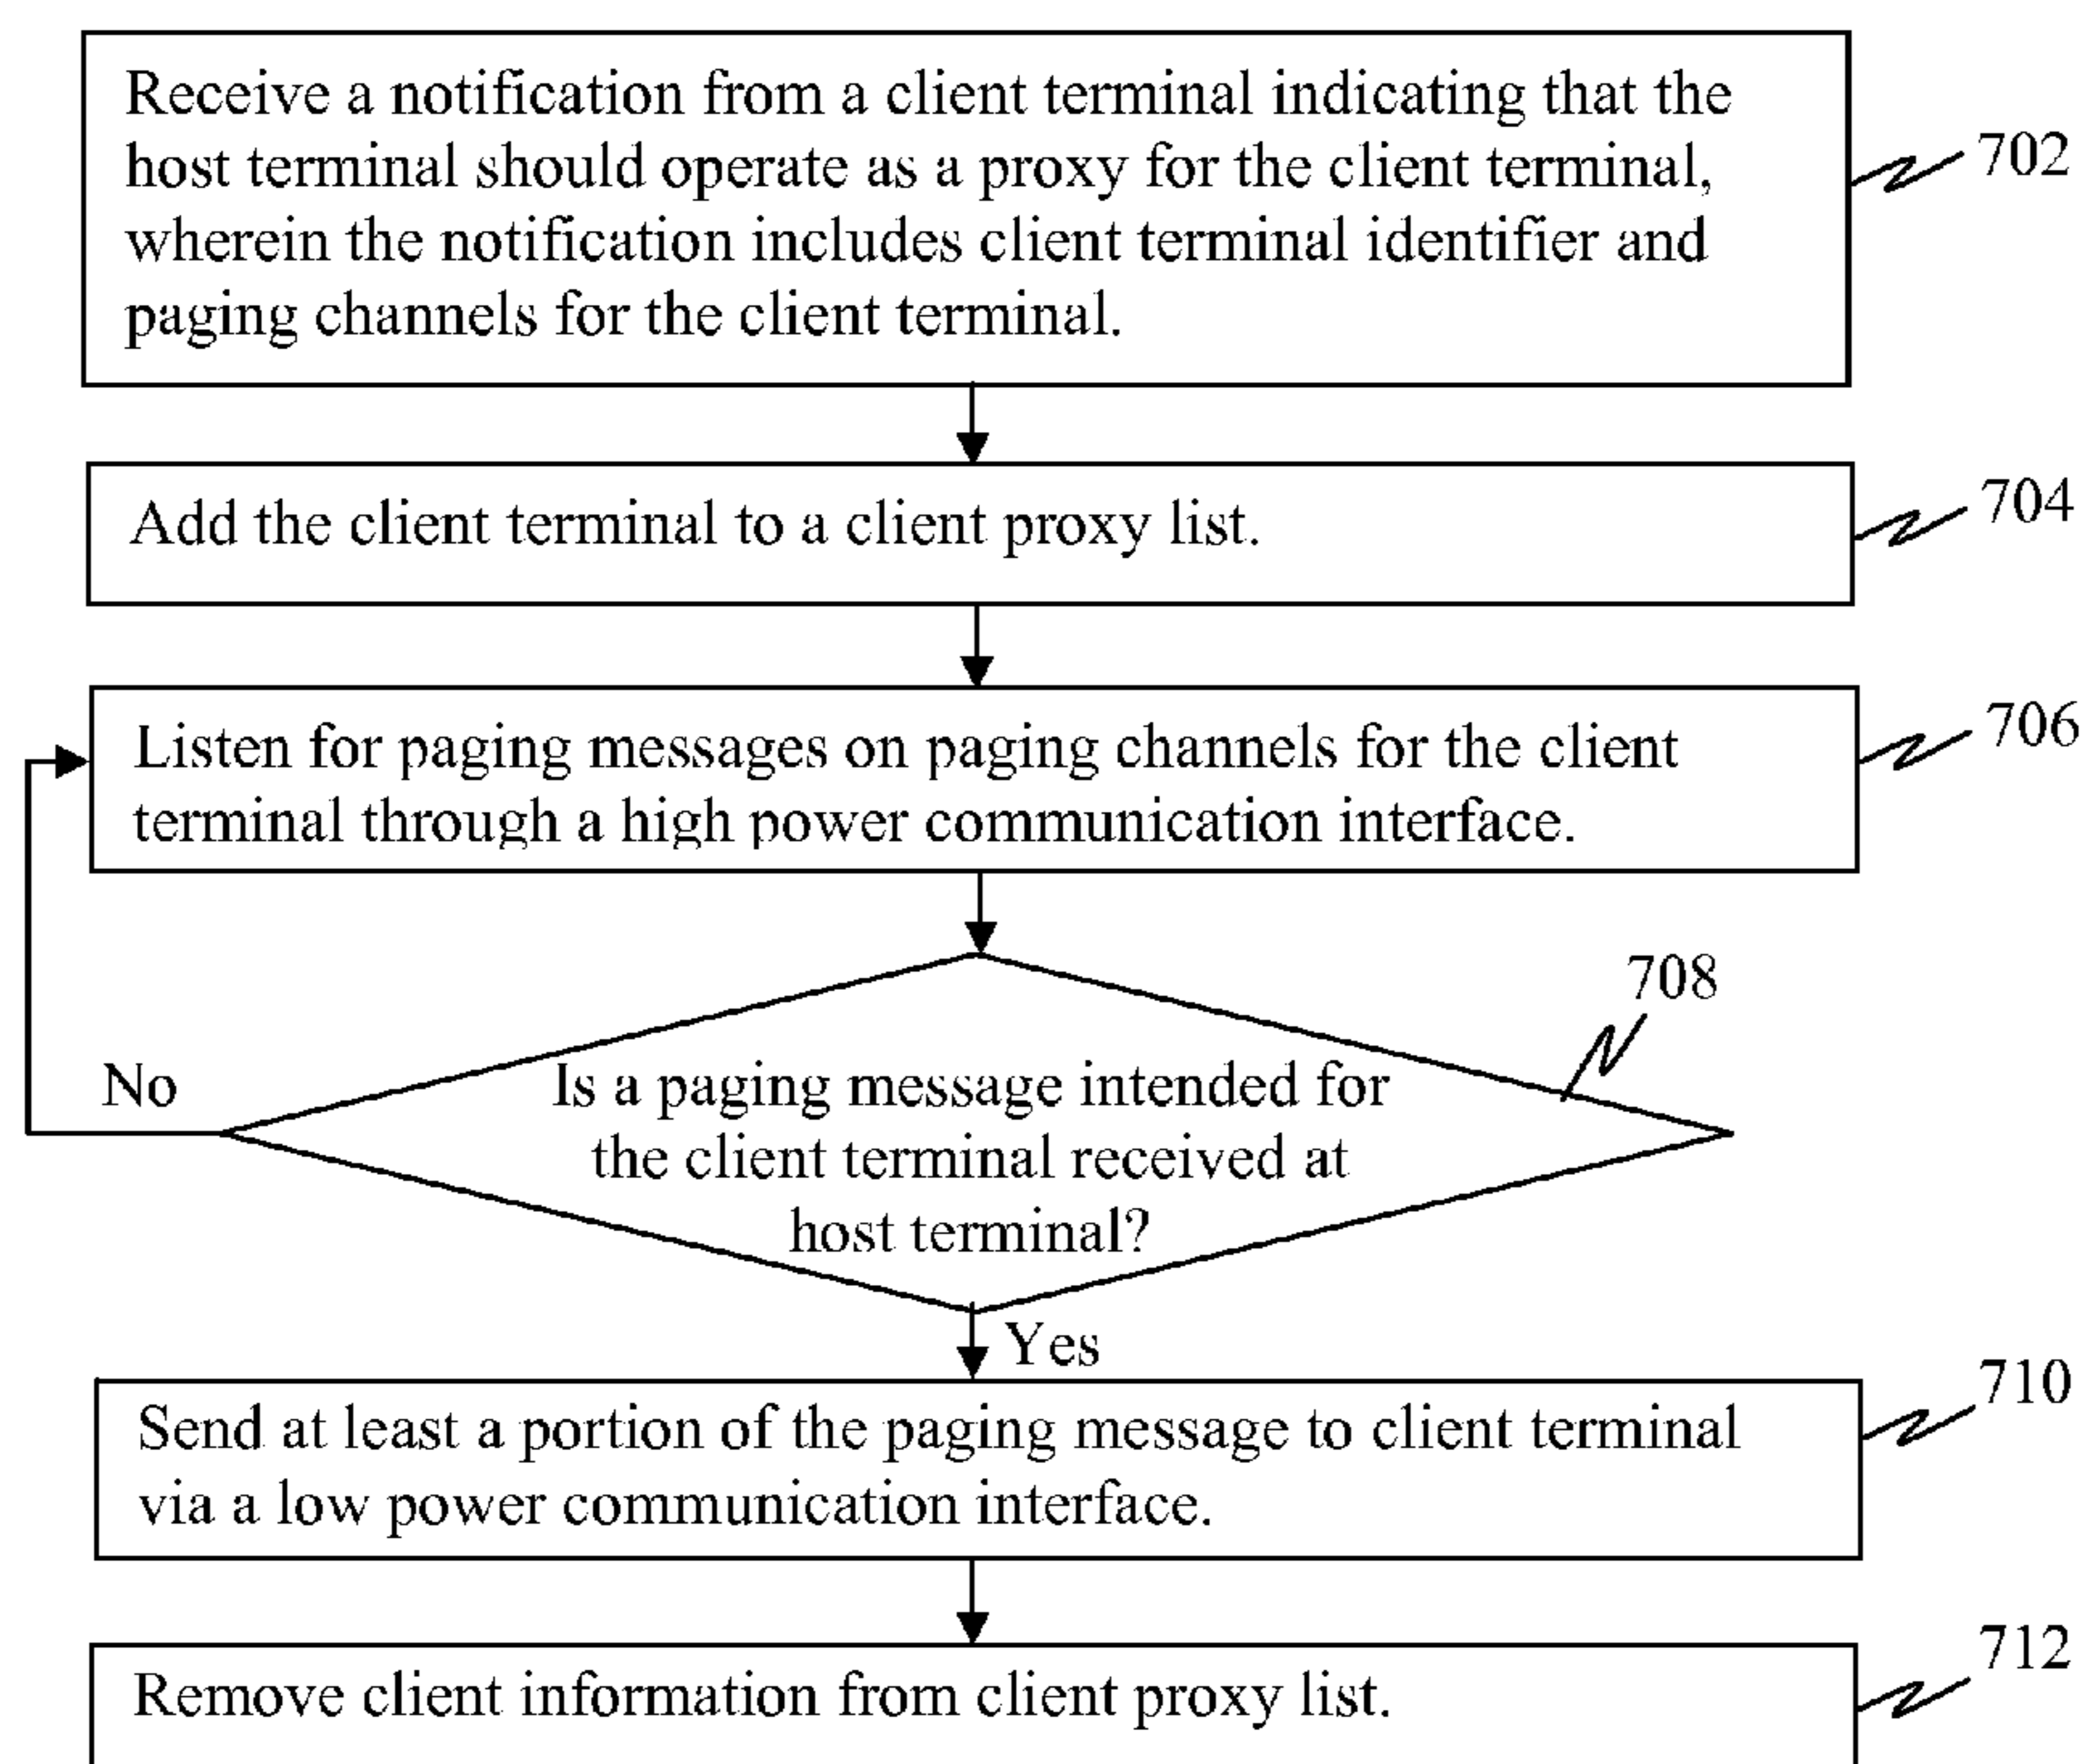 Receive a notification from a client terminal indicating that the
host terminal should operate as a proxy for the client terminal,
wherein the notification includes client terminal identifier and
paging channels for the client terminal.
702
Add the client terminal to a client proxy list.
704
Listen for paging messages on paging channels for the client
terminal through a high power communication interface.
706
708
No
Is a paging message intended for
the client terminal received at
host terminal?
Yes
Send at least a portion of the paging message to client terminal
via a low power communication interface.
710
Remove client information from client proxy list.
712